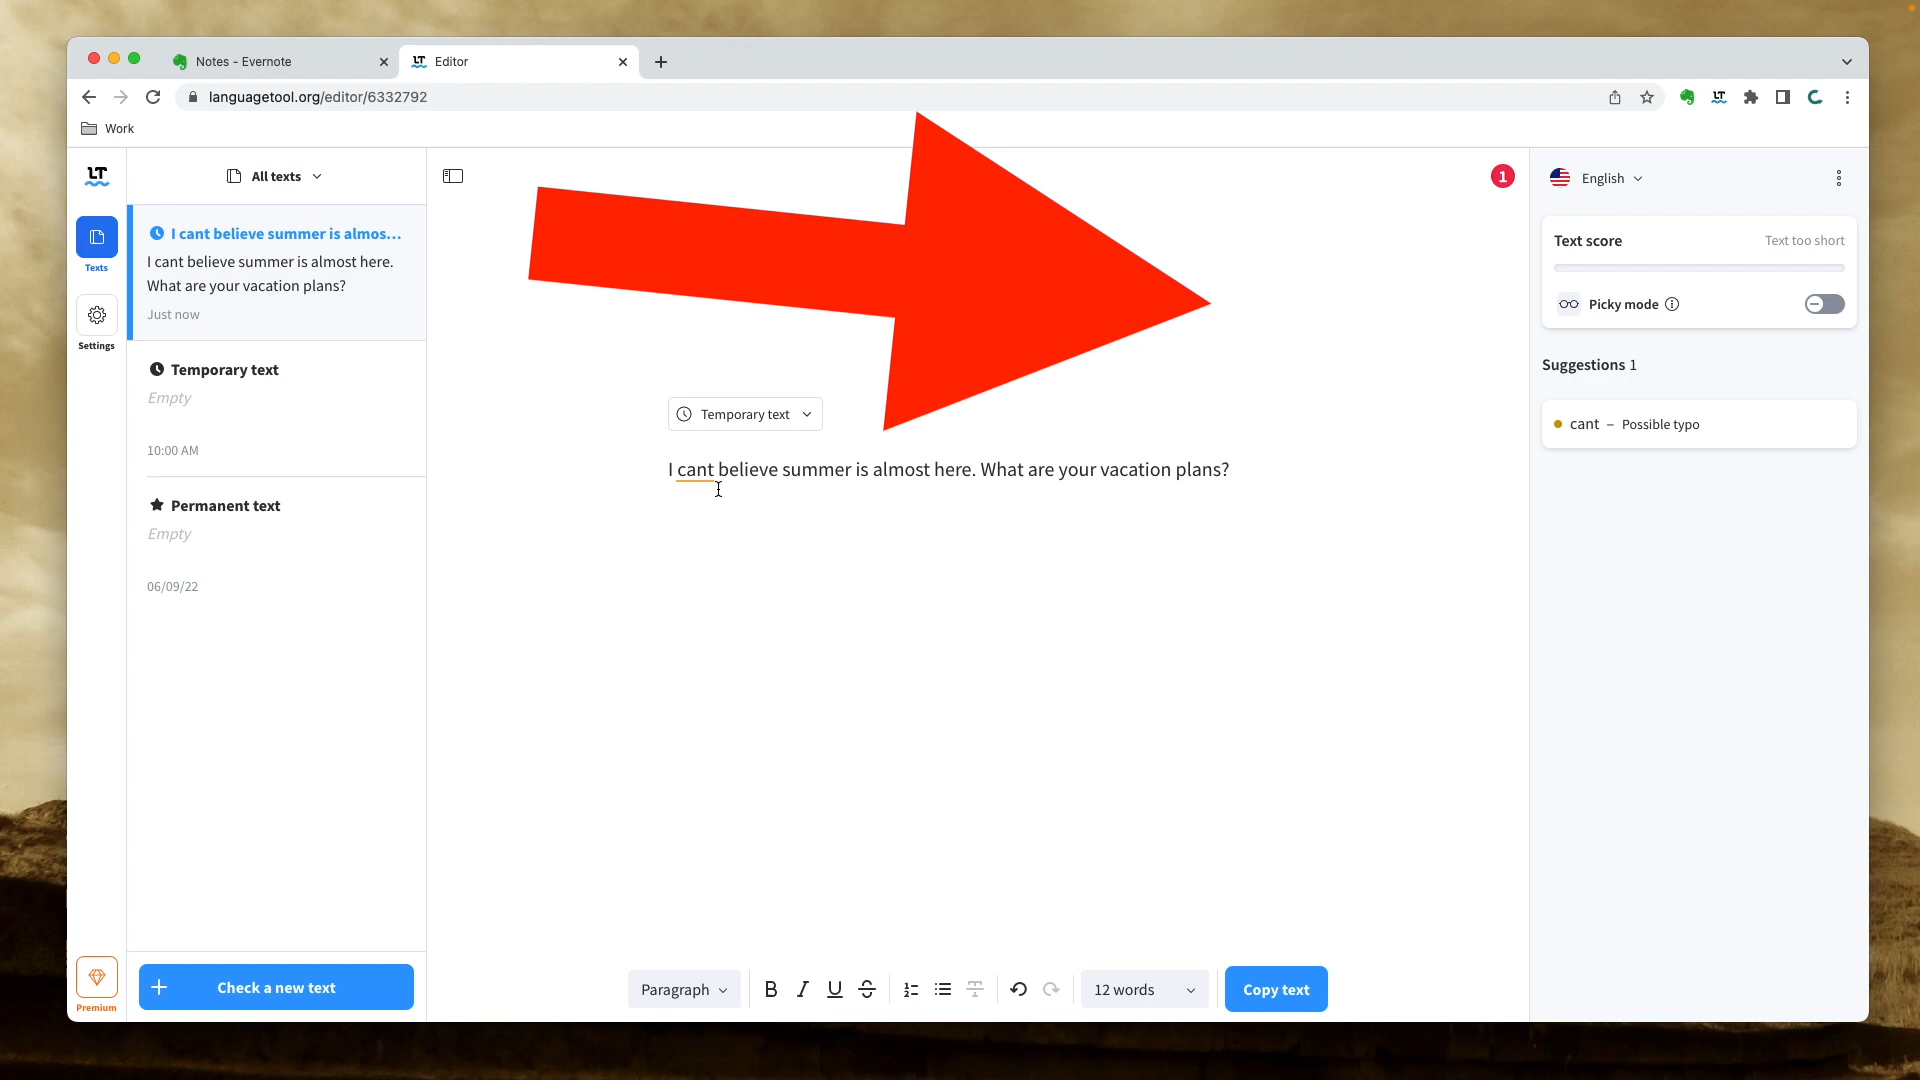 Notes - Evernote
LT Editor
languagetool.org/editor/6332792
LT
Work
LT
All texts
1
English
Texts
Settings
I cant believe summer is almos...
I cant believe summer is almost here.
What are your vacation plans?
Just now
Temporary text
Empty
10:00 AM
Permanent text
Empty
06/09/22
Temporary text
I cant believe summer is almost here. What are your vacation plans?
Text score
Text too short
Picky mode
Suggestions 1
cant – Possible typo
Premium
Check a new text
Paragraph
B I U S
12 words
Copy text